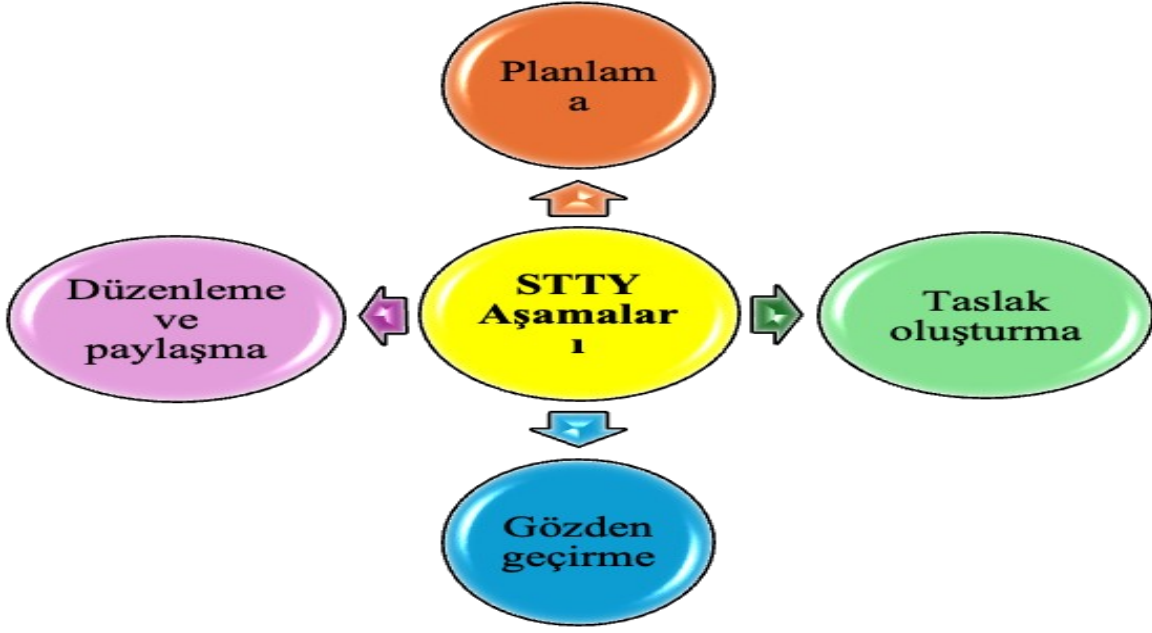 Planlam
a
Düzenleme
ve
paylaşma
STTY
Aşamalar
ı
Taslak
oluşturma
Gözden
geçirme